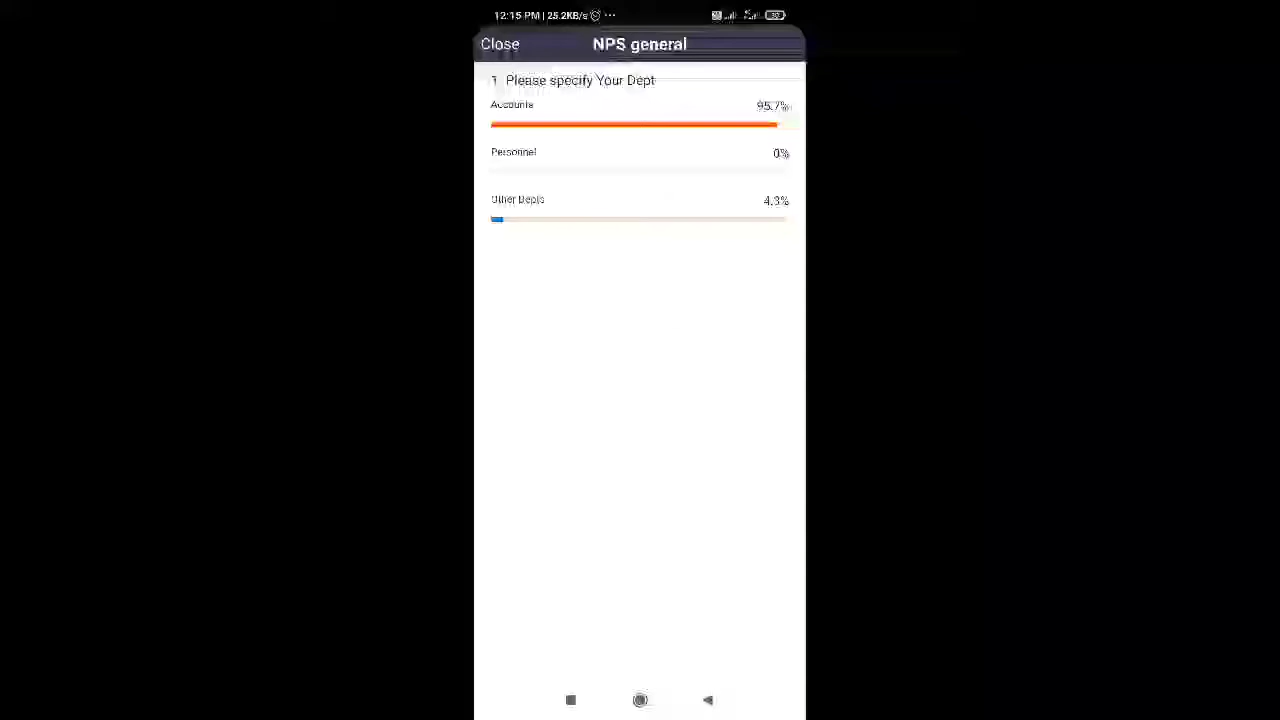 12:15 PM | 25.2KB/s ...
Close NPS general
1 Please specify Your Dept
Accounts 95.7%
Personnel 0%
Other Depts 4.3%